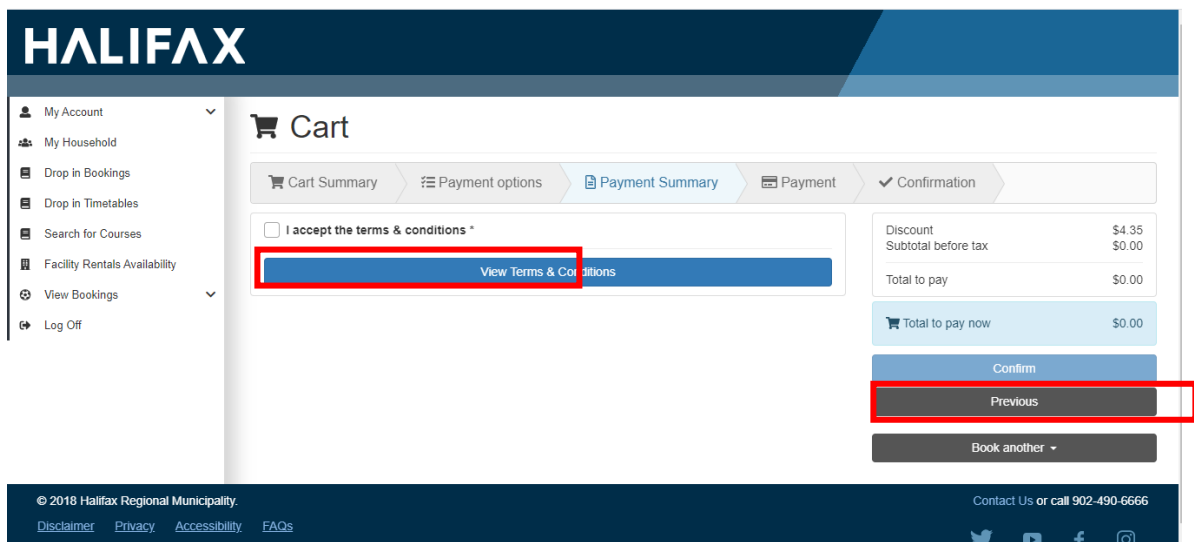 HALIFAX
My Account
My Household
Drop in Bookings
Drop in Timetables
Search for Courses
Facility Rentals Availability
View Bookings
Log Off
Cart
Cart Summary
Payment options
Payment Summary
Payment
Confirmation
I accept the terms & conditions *
View Terms & Conditions
Discount $4.35
Subtotal before tax $0.00
Total to pay $0.00
Total to pay now $0.00
Confirm
Previous
Book another
© 2018 Halifax Regional Municipality.
Contact Us or call 902-490-6666
Disclaimer Privacy Accessibility FAQs